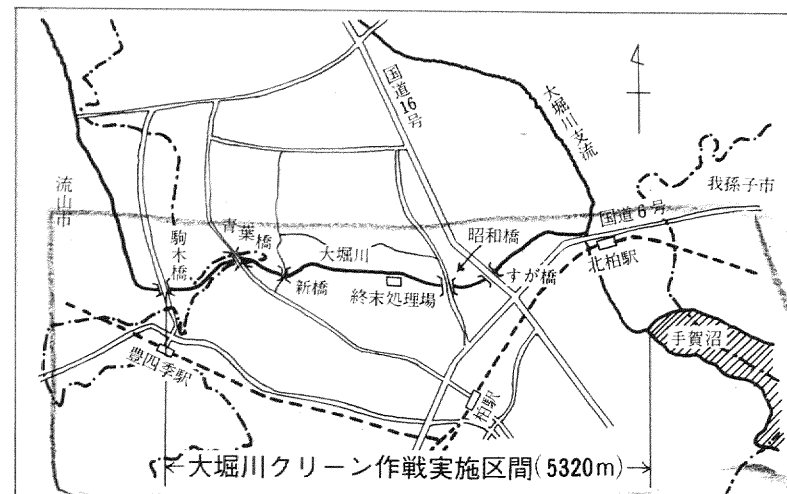 国道16号
大堀川支流
我孫子市
流山市
国道6号
駒木橋
青葉橋
大堀川
昭和橋
北柏駅
新橋
終末処理場
すが橋
手賀沼
豊四季駅
柏駅
大堀川クリーン作戦実施区間(5320m)